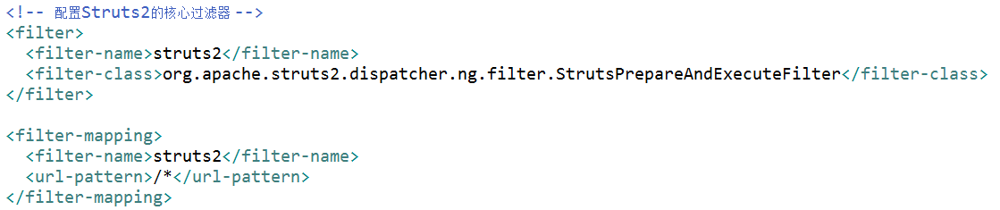 <!-- 配置Struts2的核心过滤器 -->
<filter>
  <filter-name>struts2</filter-name>
  <filter-class>org.apache.struts2.dispatcher.ng.filter.StrutsPrepareAndExecuteFilter</filter-class>
</filter>

<filter-mapping>
  <filter-name>struts2</filter-name>
  <url-pattern>/*</url-pattern>
</filter-mapping>